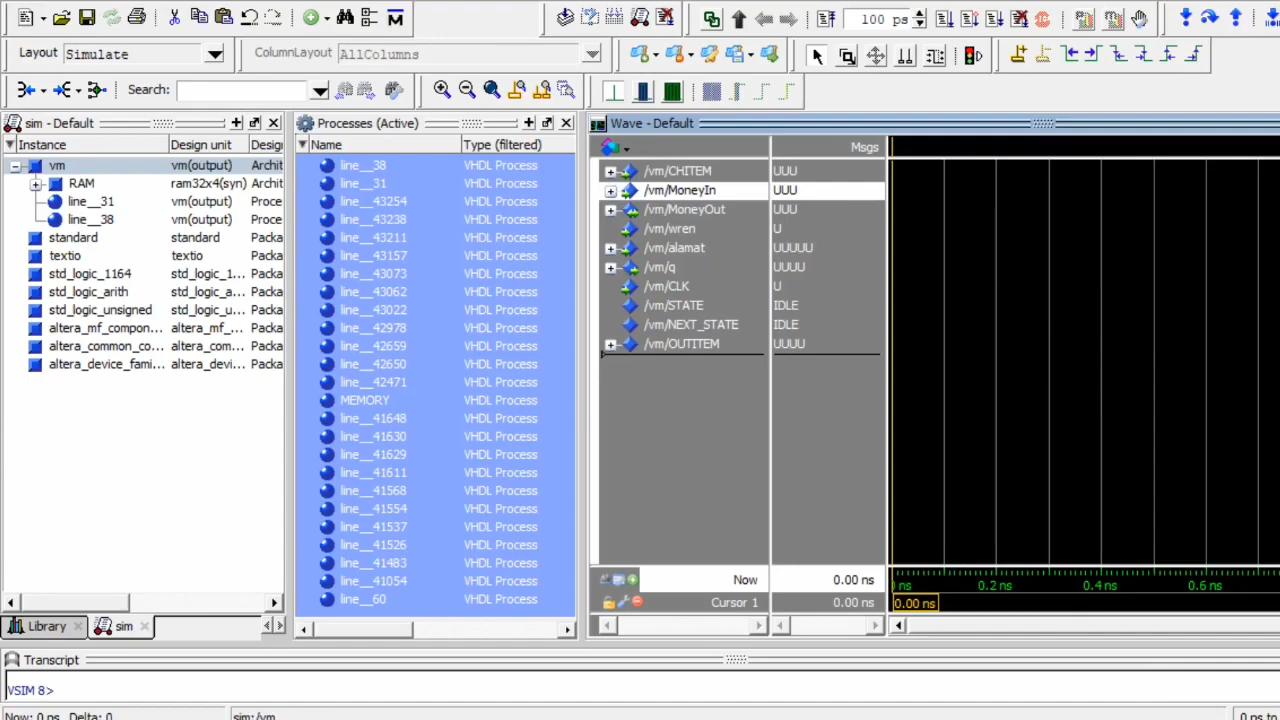 100 ps
Layout Simulate
ColumnLayout AllColumns
Search:
sim - Default
Instance Design unit Design
vm vm(output) Archit
RAM ram32x4(syn) Archit
line__31 vm(output) Proce
line__38 vm(output) Proce
standard standard Packa
textio textio Packa
std_logic_1164 std_logic_1... Packa
std_logic_arith std_logic_a... Packa
std_logic_unsigned std_logic_u... Packa
altera_mf_compon... altera_mf_... Packa
altera_common_co... altera_com... Packa
altera_device_fami... altera_devi... Packa
Library sim
Processes (Active)
Name Type (filtered)
line__38 VHDL Process
line__31 VHDL Process
line__43254 VHDL Process
line__43238 VHDL Process
line__43211 VHDL Process
line__43157 VHDL Process
line__43073 VHDL Process
line__43062 VHDL Process
line__43022 VHDL Process
line__42978 VHDL Process
line__42659 VHDL Process
line__42650 VHDL Process
line__42471 VHDL Process
MEMORY VHDL Process
line__41648 VHDL Process
line__41630 VHDL Process
line__41629 VHDL Process
line__41611 VHDL Process
line__41568 VHDL Process
line__41554 VHDL Process
line__41537 VHDL Process
line__41526 VHDL Process
line__41483 VHDL Process
line__41054 VHDL Process
line__60 VHDL Process
Wave - Default
Msgs
/vm/CHITEM UUU
/vm/MoneyIn UUU
/vm/MoneyOut UUU
/vm/wren U
/vm/alamat UUUUU
/vm/q UUUU
/vm/CLK U
/vm/STATE IDLE
/vm/NEXT_STATE IDLE
/vm/OUTITEM UUUU
Now 0.00 ns
ns 0.2 ns 0.4 ns 0.6 ns
Cursor 1 0.00 ns
0.00 ns
Transcript
VSIM 8>
Now: 0 ns Delta: 0
sim:/vm
0 ns to